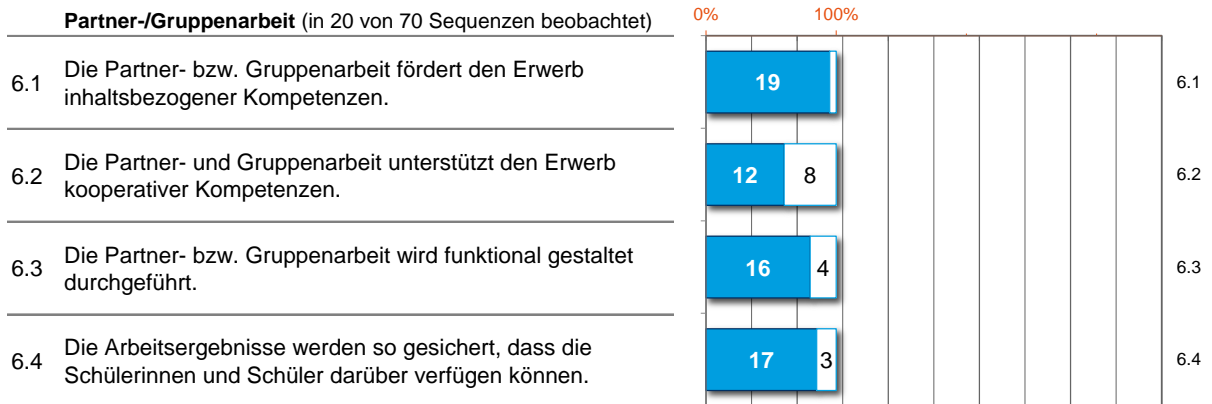 Partner-/Gruppenarbeit (in 20 von 70 Sequenzen beobachtet)
0% 100%
6.1 Die Partner- bzw. Gruppenarbeit fördert den Erwerb
inhaltsbezogener Kompetenzen.
19
6.1
6.2 Die Partner- und Gruppenarbeit unterstützt den Erwerb
kooperativer Kompetenzen.
12 8
6.2
6.3 Die Partner- bzw. Gruppenarbeit wird funktional gestaltet
durchgeführt.
16 4
6.3
6.4 Die Arbeitsergebnisse werden so gesichert, dass die
Schülerinnen und Schüler darüber verfügen können.
17 3
6.4